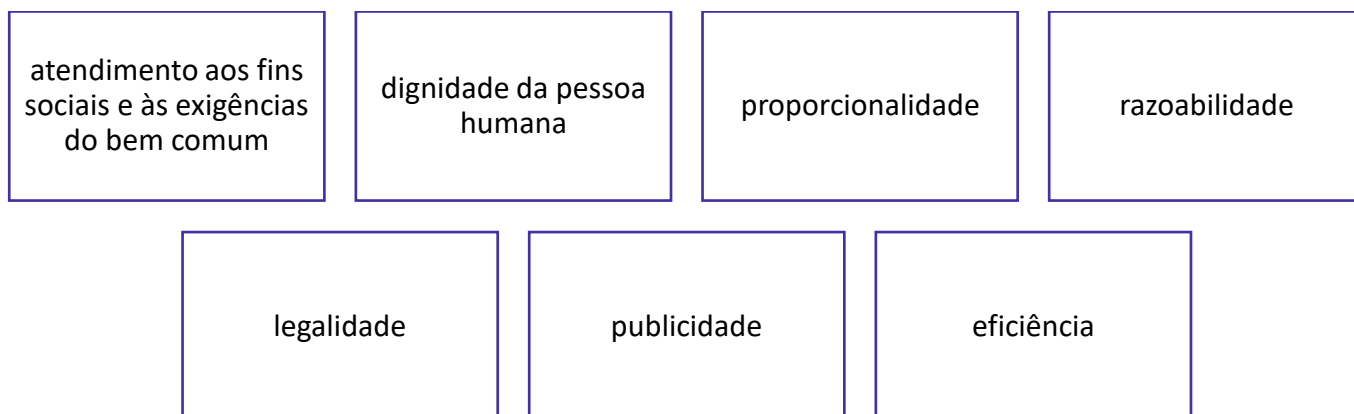 atendimento aos fins
sociais e às exigências
do bem comum
dignidade da pessoa
humana
proporcionalidade
razoabilidade
legalidade
publicidade
eficiência